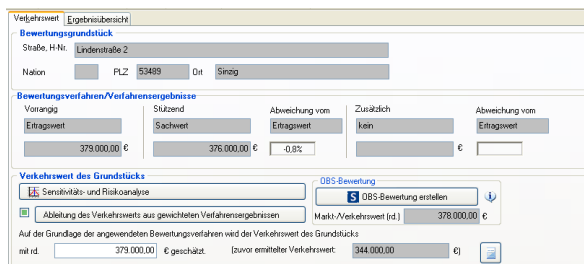 Verkehrswert Ergebnisübersicht
Bewertungsgrundstück
Straße, H-Nr. Lindenstraße 2
Nation PLZ 53489 Ort Sinzig
Bewertungsverfahren/Verfahrensergebnisse
Vorrangig Stützend Abweichung vom Zusätzlich Abweichung vom
Ertragswert Sachwert Ertragswert kein Ertragswert
379.000,00 € 376.000,00 € -0,8% €
Verkehrswert des Grundstücks
OBS-Bewertung
Sensitivitäts- und Risikoanalyse
S OBS-Bewertung erstellen i
Ableitung des Verkehrswerts aus gewichteten Verfahrensergebnissen
Markt-/Verkehrswert (rd.) 378.000,00 €
Auf der Grundlage der angewendeten Bewertungsverfahren wird der Verkehrswert des Grundstücks
mit rd. 379.000,00 € geschätzt. (zuvor ermittelter Verkehrswert: 344.000,00 €)